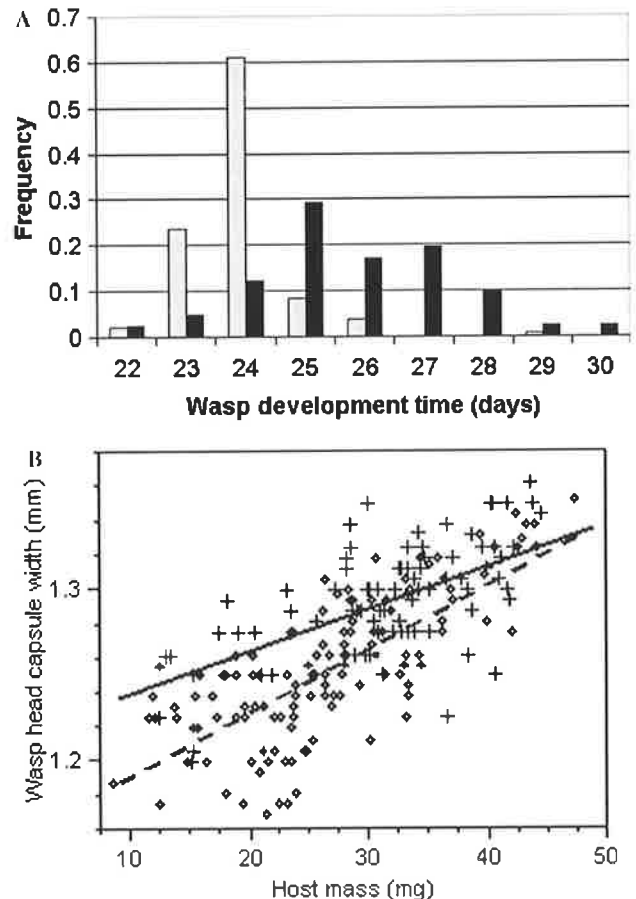 A
0.7
0.6
0.5
0.4
0.3
0.2
0.1
0
Frequency
22 23 24 25 26 27 28 29 30
Wasp development time (days)
B
1.3
1.2
Wasp head capsule width (mm)
10 20 30 40 50
Host mass (mg)